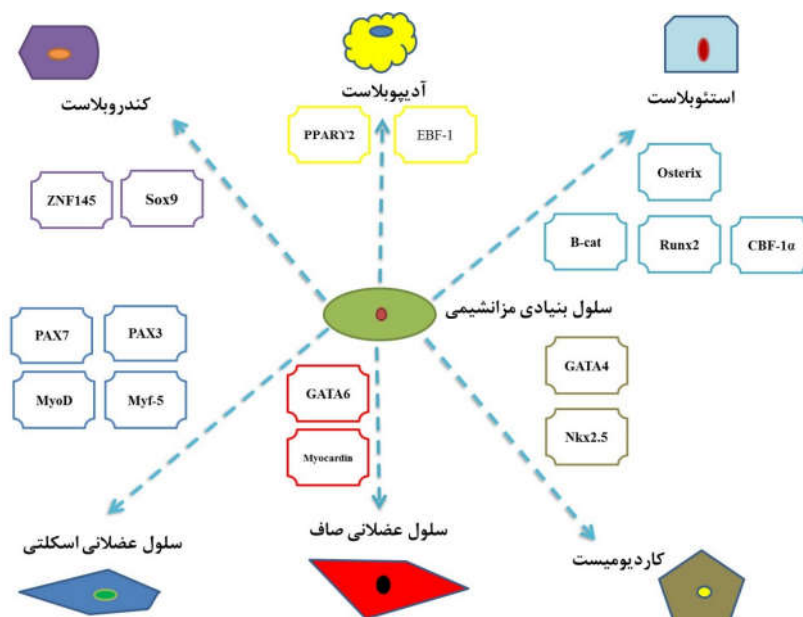 کندروبلاست
آدیپوبلاست
استئوبلاست
PPARY2
EBF-1
ZNF145
Sox9
Osterix
B-cat
Runx2
CBF-1α
سلول بنیادی مزانشیمی
PAX7
PAX3
MyoD
Myf-5
GATA6
Myocardin
GATA4
Nkx2.5
سلول عضلانی اسکلتی
سلول عضلانی صاف
کاردیومیست